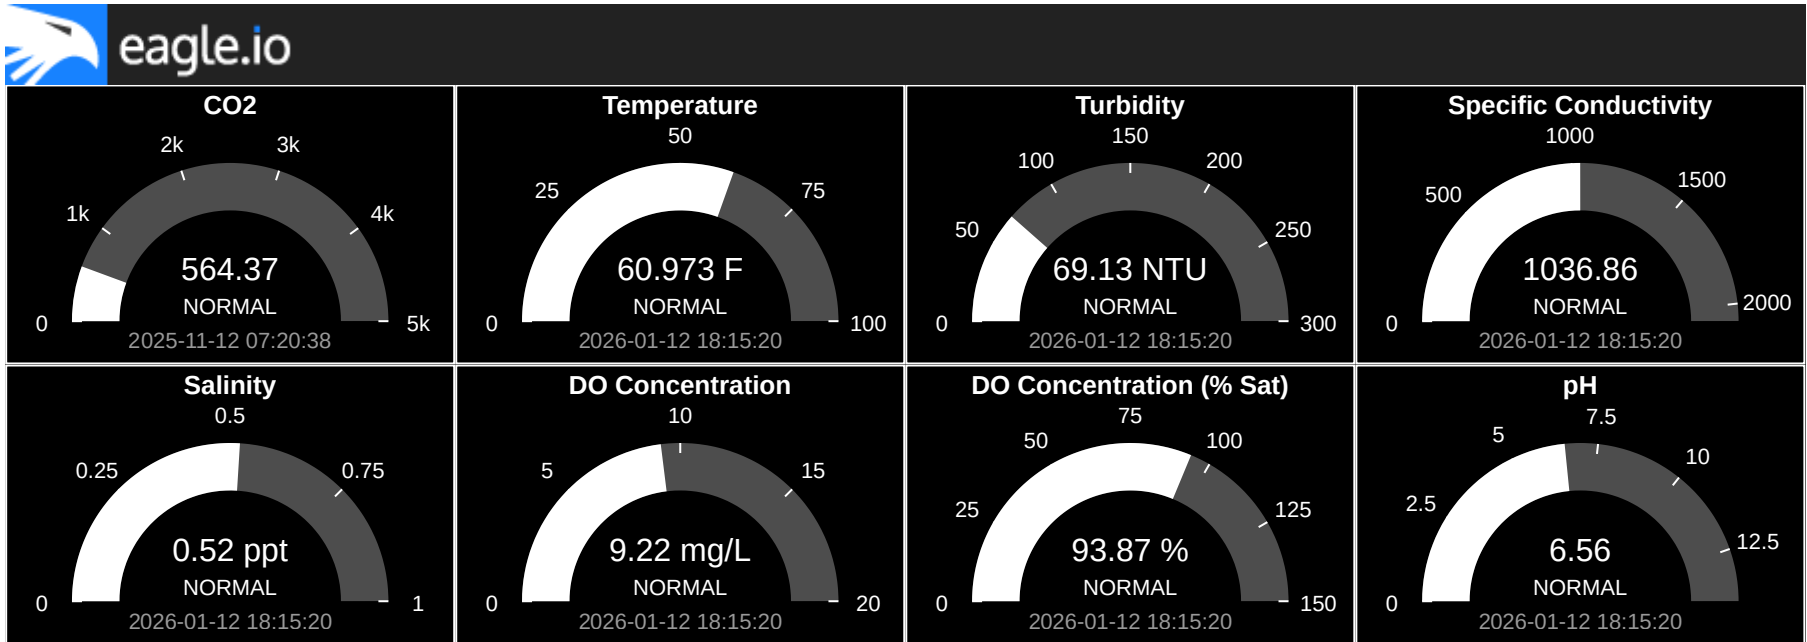 eagle.io
CO2
0
1k
2k
3k
4k
5k
564.37
NORMAL
2025-11-12 07:20:38
Temperature
0
25
50
75
100
60.973 F
NORMAL
2026-01-12 18:15:20
Turbidity
0
50
100
150
200
250
300
69.13 NTU
NORMAL
2026-01-12 18:15:20
Specific Conductivity
0
500
1000
1500
2000
1036.86
NORMAL
2026-01-12 18:15:20
Salinity
0
0.25
0.5
0.75
1
0.52 ppt
NORMAL
2026-01-12 18:15:20
DO Concentration
0
5
10
15
20
9.22 mg/L
NORMAL
2026-01-12 18:15:20
DO Concentration (% Sat)
0
25
50
75
100
125
150
93.87 %
NORMAL
2026-01-12 18:15:20
pH
0
2.5
5
7.5
10
12.5
6.56
NORMAL
2026-01-12 18:15:20